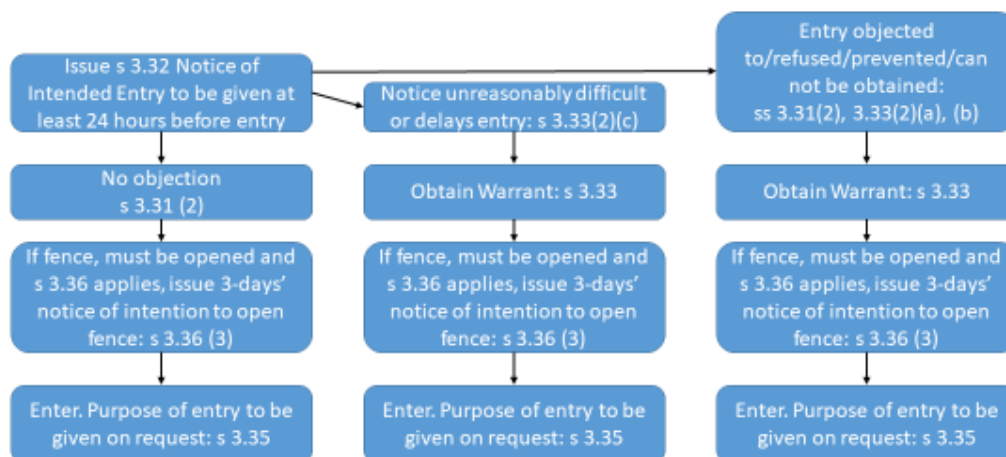 Issue s 3.32 Notice of
Intended Entry to be given at
least 24 hours before entry
No objection
s 3.31 (2)
If fence, must be opened and
s 3.36 applies, issue 3-days’
notice of intention to open
fence: s 3.36 (3)
Enter. Purpose of entry to be
given on request: s 3.35
Notice unreasonably difficult
or delays entry: s 3.33(2)(c)
Obtain Warrant: s 3.33
If fence, must be opened and
s 3.36 applies, issue 3-days’
notice of intention to open
fence: s 3.36 (3)
Enter. Purpose of entry to be
given on request: s 3.35
Entry objected
to/refused/prevented/can
not be obtained:
ss 3.31(2), 3.33(2)(a), (b)
Obtain Warrant: s 3.33
If fence, must be opened and
s 3.36 applies, issue 3-days’
notice of intention to open
fence: s 3.36 (3)
Enter. Purpose of entry to be
given on request: s 3.35